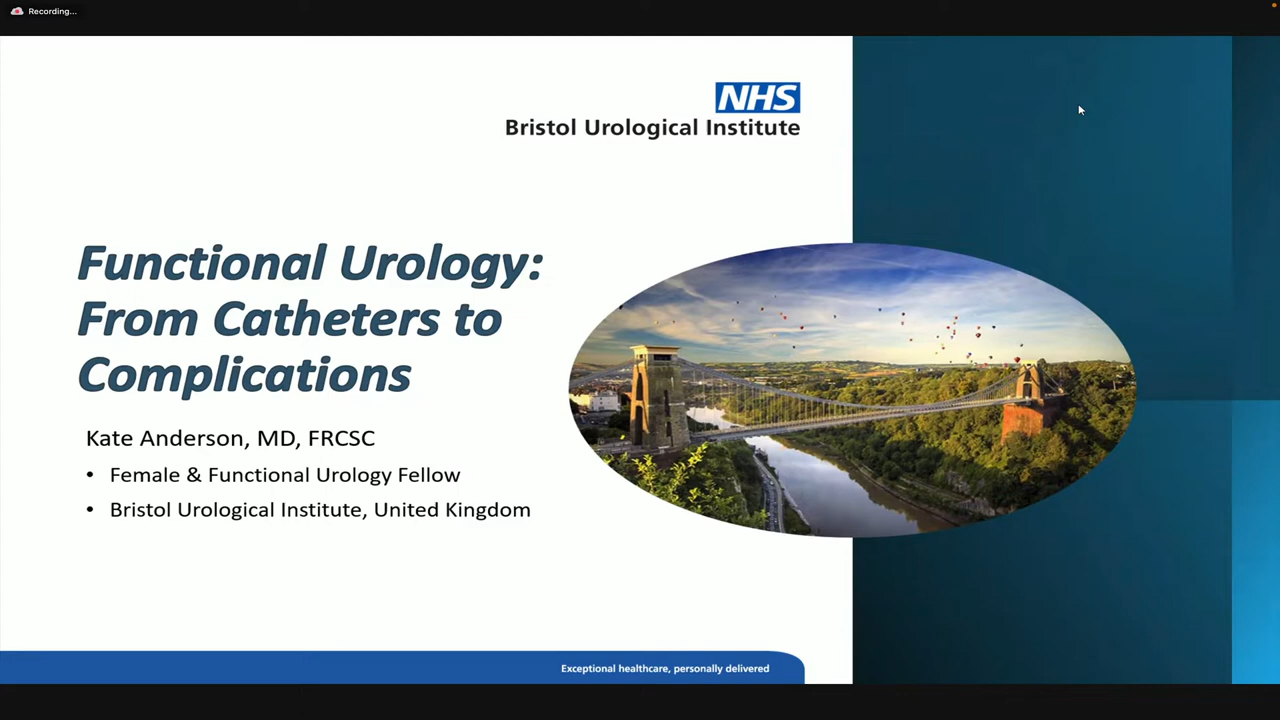 Recording...
NHS
Bristol Urological Institute
Functional Urology:
From Catheters to
Complications
Kate Anderson, MD, FRCSC
• Female & Functional Urology Fellow
• Bristol Urological Institute, United Kingdom
Exceptional healthcare, personally delivered